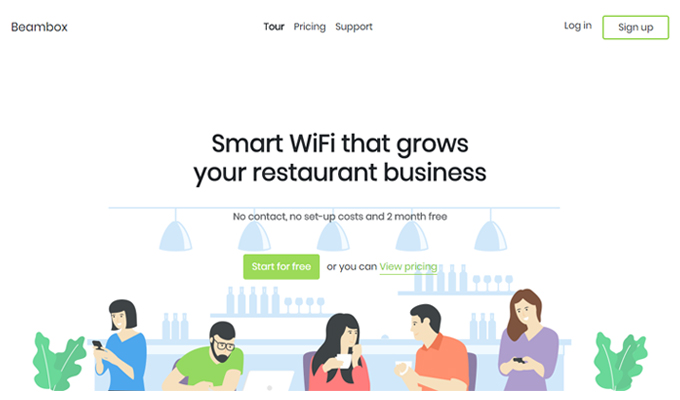 Beambox
Tour Pricing Support
Log in
Sign up
Smart WiFi that grows
your restaurant business
No contact, no set-up costs and 2 month free
Start for free or you can View pricing